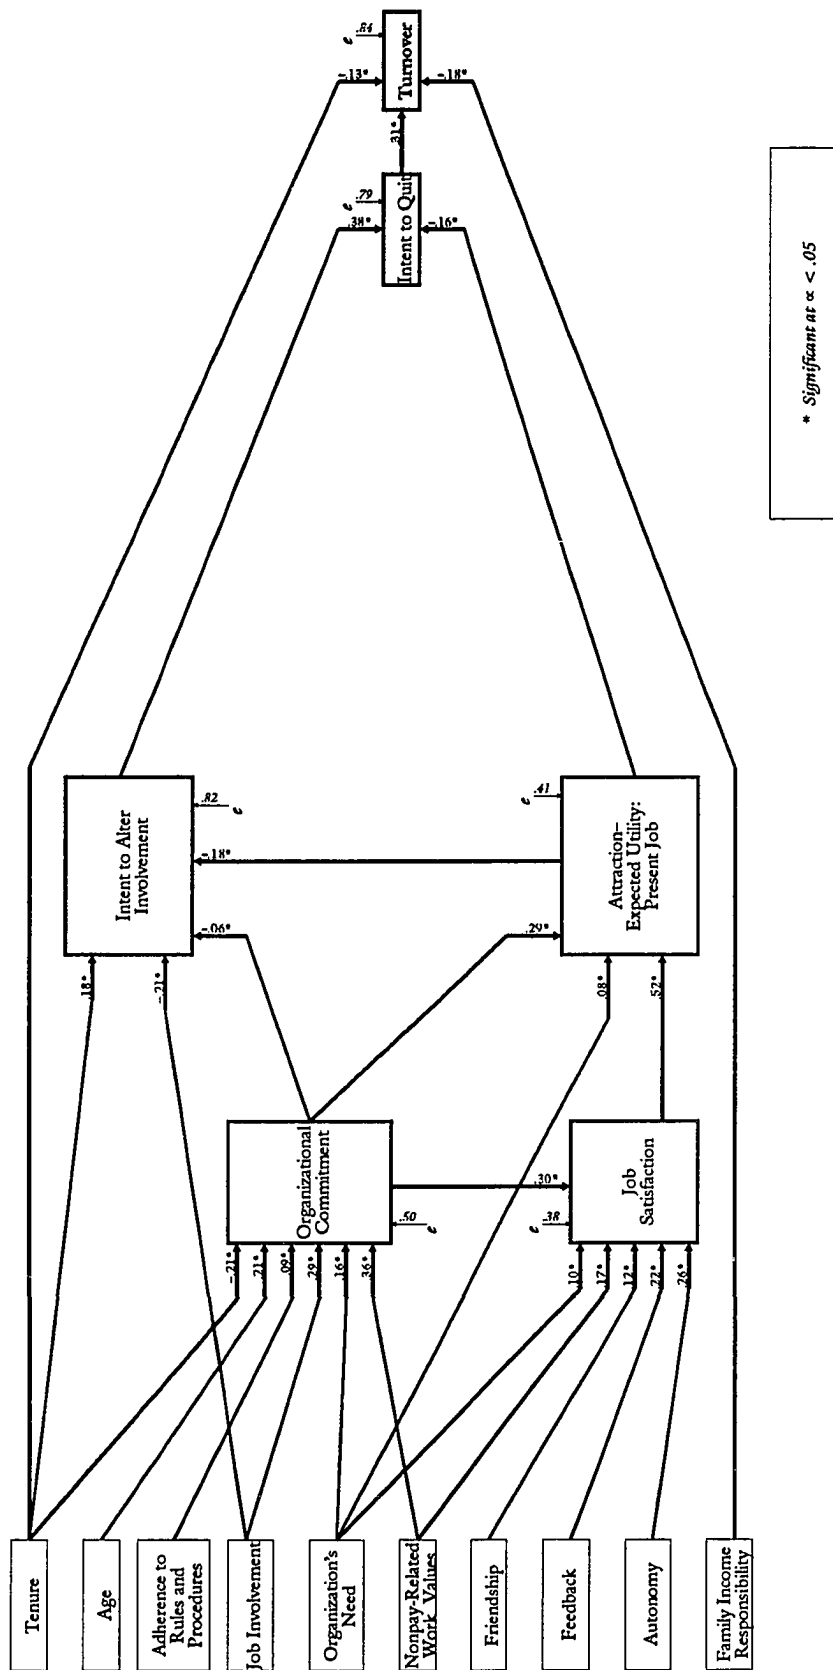 Tenure
Age
Adherence to
Rules and
Procedures
Job Involvement
Organization's
Need
Nonpay-Related
Work Values
Friendship
Feedback
Autonomy
Family Income
Responsibility
-.21*
.21*
.09*
.29*
.16*
.36*
Organizational
Commitment
.50
e
.30*
e
.38
.10*
.17*
.12*
.22*
.26*
Job
Satisfaction
.18*
-.21*
-.06*
Intent to Alter
Involvement
.82
e
-.18*
.29*
.08*
.52*
e
.41
Attraction–
Expected Utility:
Present Job
.38*
e
.79
Intent to Quit
-.16*
.31*
-.13*
e
.84
Turnover
-.18*
* Significant at ∝ < .05